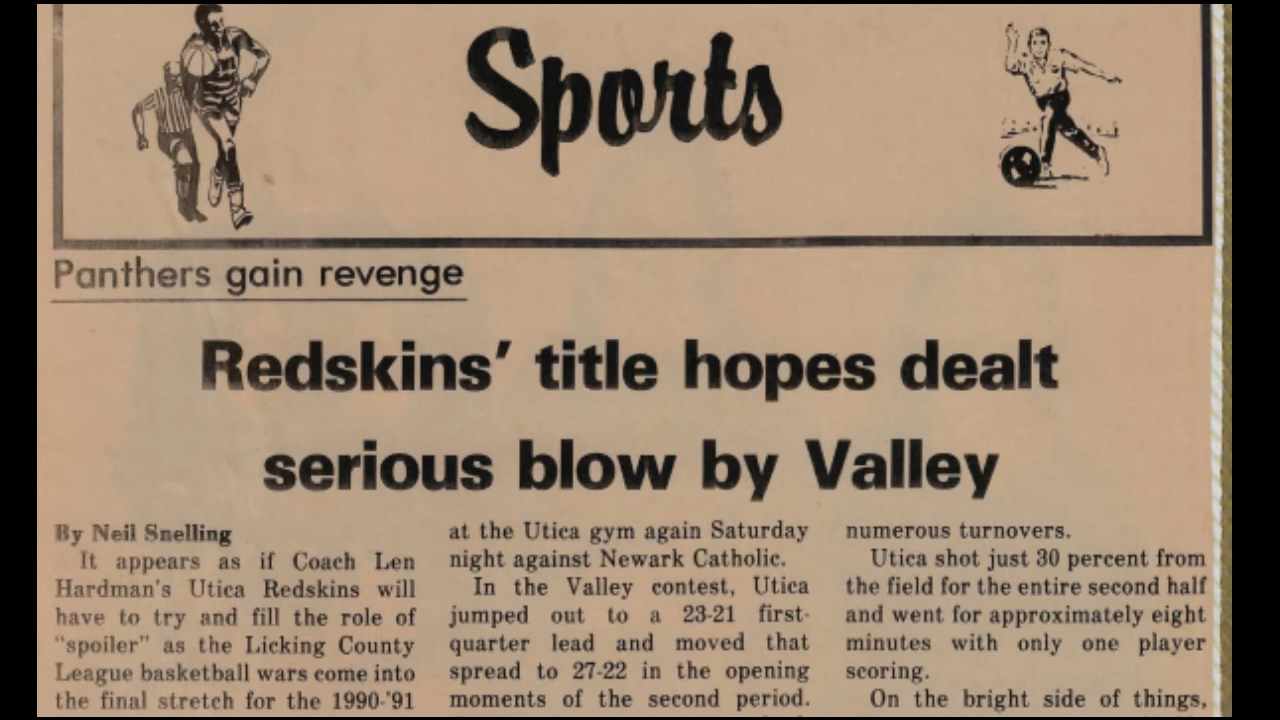 Sports
Panthers gain revenge
Redskins' title hopes dealt
serious blow by Valley
By Neil Snelling
It appears as if Coach Len
Hardman's Utica Redskins will
have to try and fill the role of
"spoiler" as the Licking County
League basketball wars come into
the final stretch for the 1990-'91
at the Utica gym again Saturday
night against Newark Catholic.
In the Valley contest, Utica
jumped out to a 23-21 first-
quarter lead and moved that
spread to 27-22 in the opening
moments of the second period.
numerous turnovers.
Utica shot just 30 percent from
the field for the entire second half
and went for approximately eight
minutes with only one player
scoring.
On the bright side of things,